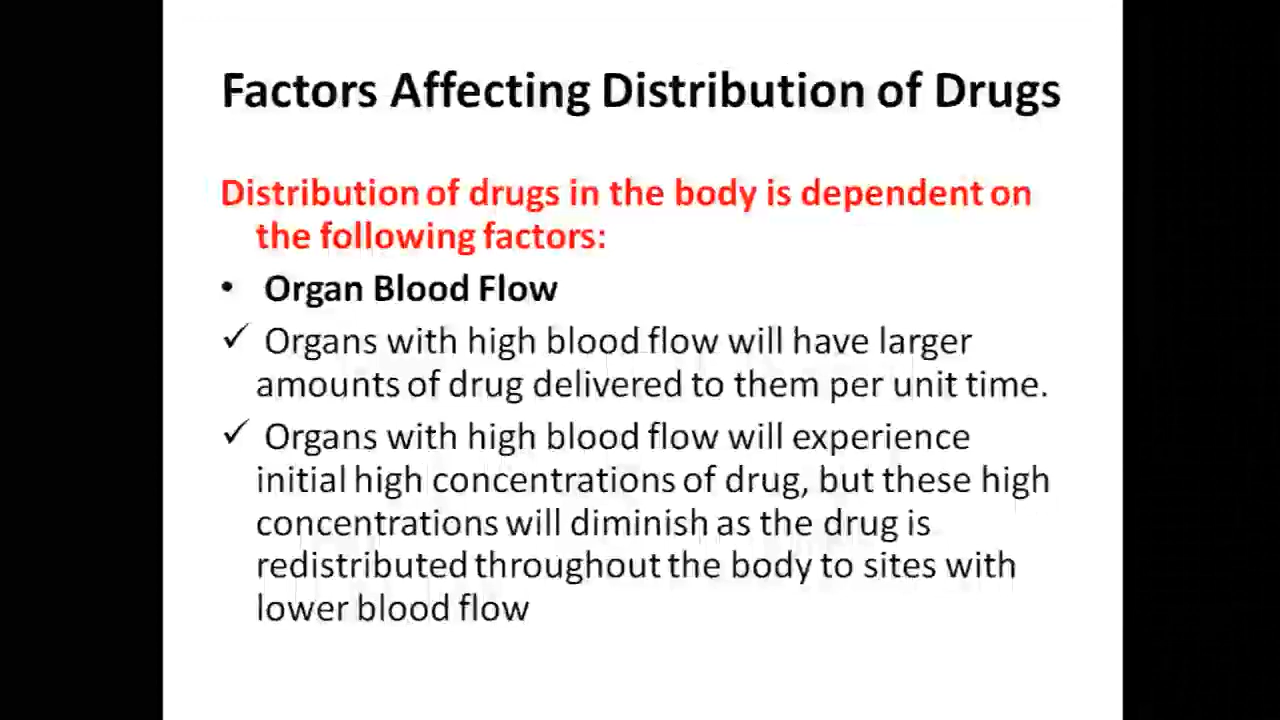 Factors Affecting Distribution of Drugs
Distribution of drugs in the body is dependent on
the following factors:
• Organ Blood Flow
✓ Organs with high blood flow will have larger
amounts of drug delivered to them per unit time.
✓ Organs with high blood flow will experience
initial high concentrations of drug, but these high
concentrations will diminish as the drug is
redistributed throughout the body to sites with
lower blood flow